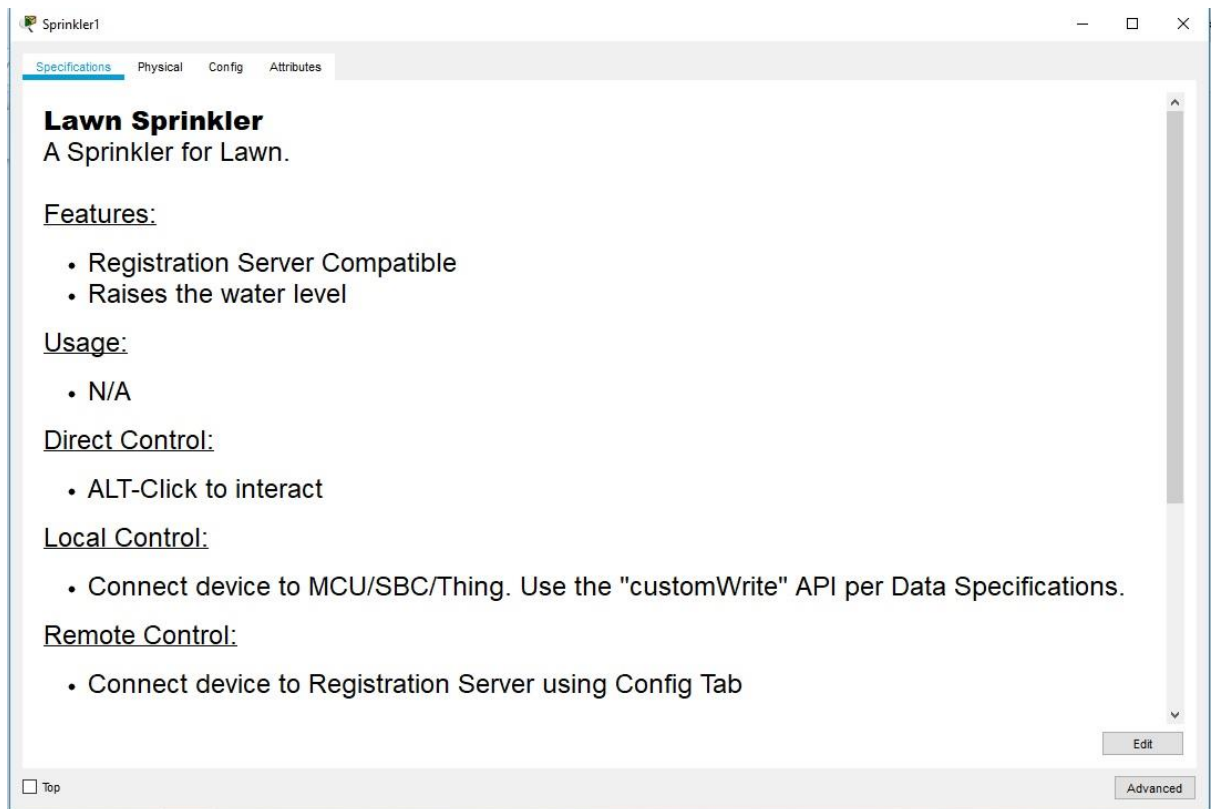 Sprinkler1
Specifications Physical Config Attributes
Lawn Sprinkler
A Sprinkler for Lawn.
Features:
• Registration Server Compatible
• Raises the water level
Usage:
• N/A
Direct Control:
• ALT-Click to interact
Local Control:
• Connect device to MCU/SBC/Thing. Use the "customWrite" API per Data Specifications.
Remote Control:
• Connect device to Registration Server using Config Tab
Edit
Top
Advanced